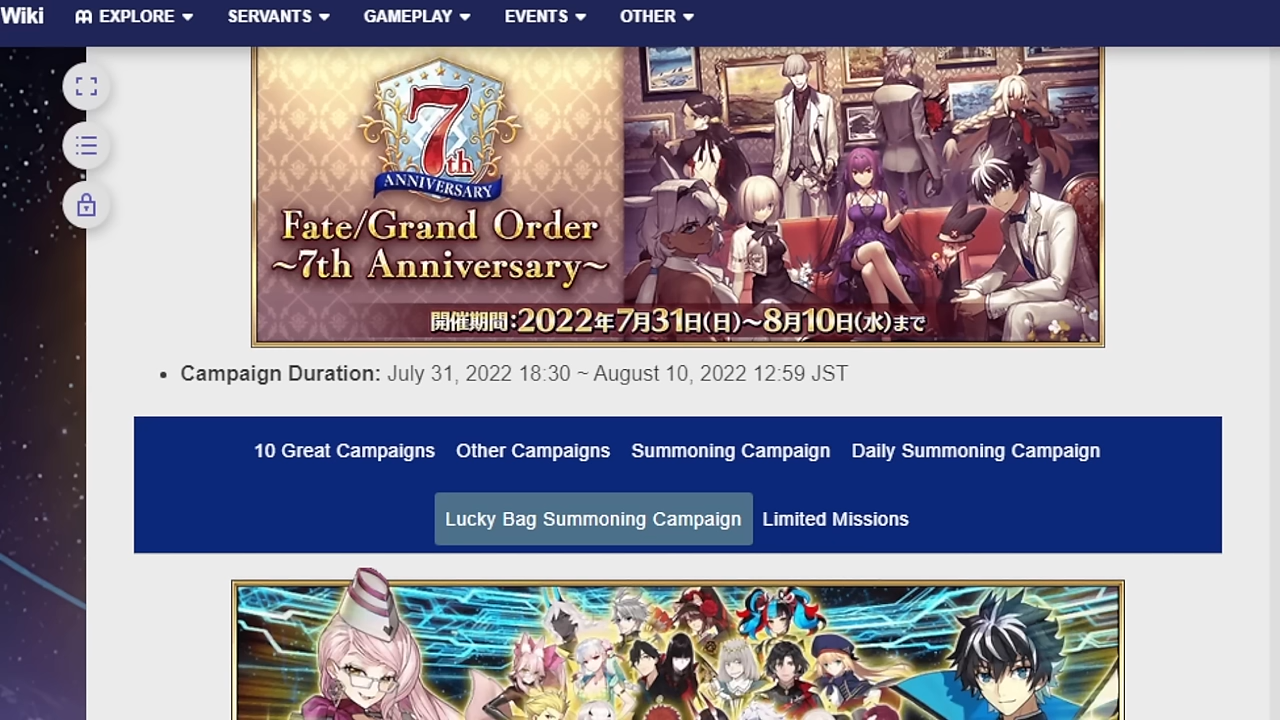 Wiki EXPLORE SERVANTS GAMEPLAY EVENTS OTHER
7th
ANNIVERSARY
Fate/Grand Order
~7th Anniversary~
開催期間:2022年7月31日(日)~8月10日(水)まで
• Campaign Duration: July 31, 2022 18:30 ~ August 10, 2022 12:59 JST
10 Great Campaigns Other Campaigns Summoning Campaign Daily Summoning Campaign
Lucky Bag Summoning Campaign Limited Missions